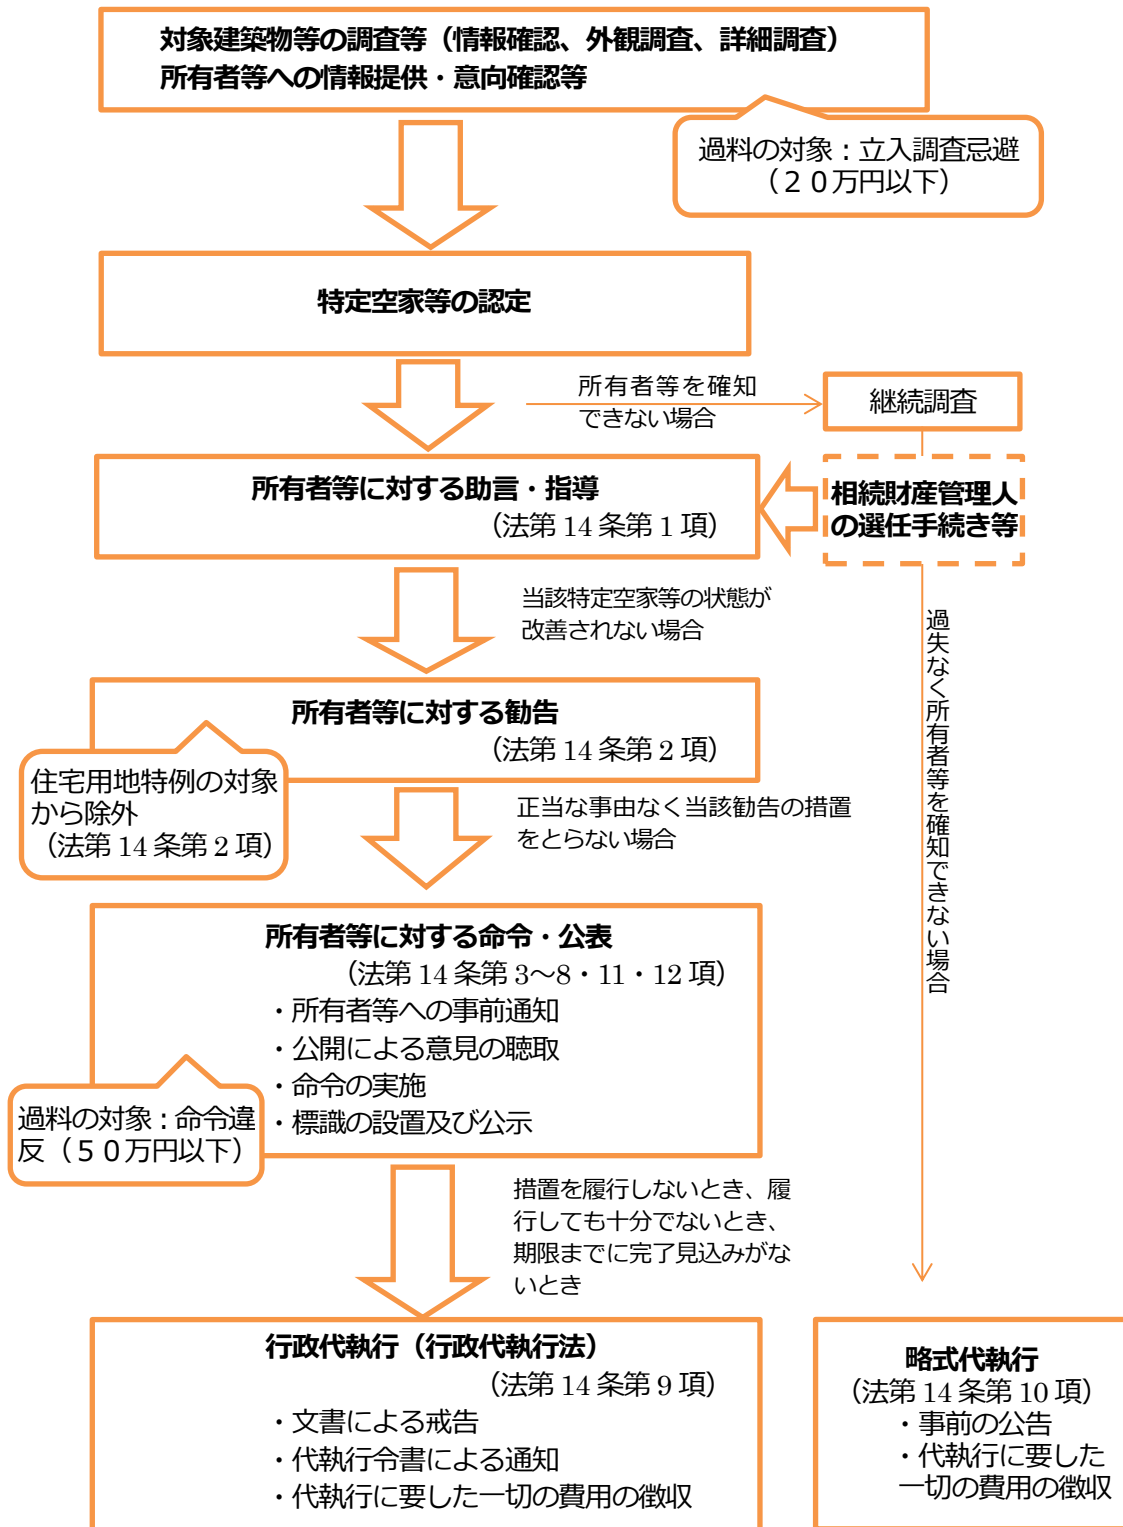 対象建築物等の調査等（情報確認、外観調査、詳細調査）
所有者等への情報提供・意向確認等
過料の対象：立入調査忌避
（２０万円以下）
特定空家等の認定
所有者等を確知
できない場合
継続調査
所有者等に対する助言・指導
（法第 14 条第 1 項）
相続財産管理人
の選任手続き等
当該特定空家等の状態が
改善されない場合
過失なく所有者等を確知できない場合
所有者等に対する勧告
（法第 14 条第 2 項）
住宅用地特例の対象
から除外
（法第 14 条第 2 項）
正当な事由なく当該勧告の措置
をとらない場合
所有者等に対する命令・公表
（法第 14 条第 3～8・11・12 項）
・所有者等への事前通知
・公開による意見の聴取
・命令の実施
・標識の設置及び公示
過料の対象：命令違
反（５０万円以下）
措置を履行しないとき、履
行しても十分でないとき、
期限までに完了見込みがな
いとき
行政代執行（行政代執行法）
（法第 14 条第 9 項）
・文書による戒告
・代執行令書による通知
・代執行に要した一切の費用の徴収
略式代執行
（法第 14 条第 10 項）
・事前の公告
・代執行に要した
一切の費用の徴収